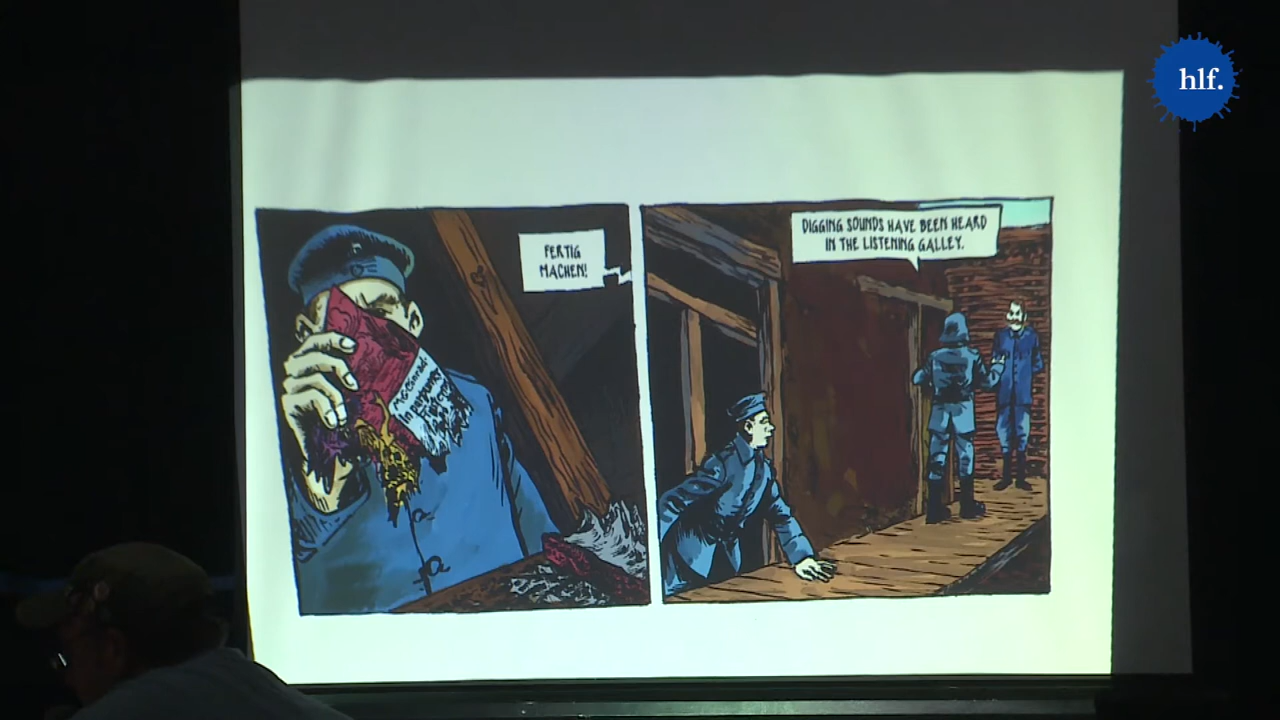 hlf.
FERTIG
MACHEN!
DIGGING SOUNDS HAVE BEEN HEARD
IN THE LISTENING GALLEY.